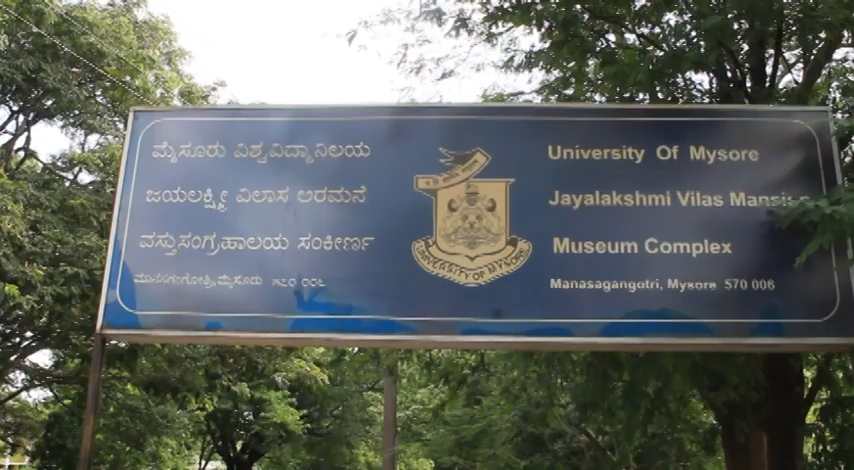 ಮೈಸೂರು ವಿಶ್ವವಿದ್ಯಾನಿಲಯ
ಜಯಲಕ್ಷ್ಮೀ ವಿಲಾಸ ಅರಮನೆ
ವಸ್ತುಸಂಗ್ರಹಾಲಯ ಸಂಕೀರ್ಣ
ಮೈಸೂರು ೫೭೦ ೦೦೬
UNIVERSITY OF MYSORE
University Of Mysore
Jayalakshmi Vilas
Museum Complex
Manasagangotri, Mysore 570 006